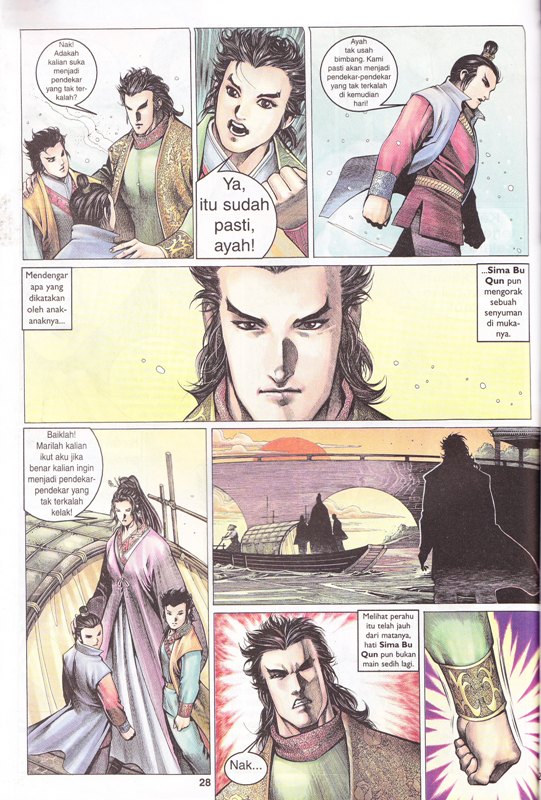 Nak!
Adakah
kalian suka
menjadi
pendekar
yang tak ter-
kalah?
Ya,
itu sudah
pasti,
ayah!
Ayah
tak usah
bimbang. Kami
pasti akan menjadi
pendekar-pendekar
yang tak terkalah
di kemudian
hari!
Mendengar
apa yang
dikatakan
oleh anak-
anaknya...
...Sima Bu
Qun pun
mengorak
sebuah
senyuman
di muka-
nya.
Baiklah!
Marilah kalian
ikut aku jika
benar kalian ingin
menjadi pendekar-
pendekar yang
tak terkalah
kelak!
Melihat perahu
itu telah jauh
dari matanya,
hati Sima Bu
Qun pun bukan
main sedih lagi.
Nak...
28